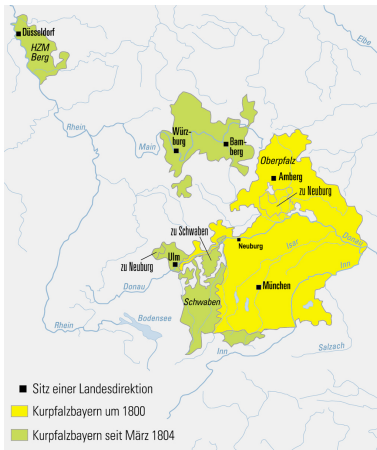 Düsseldorf
HZM
Berg
Elbe
Rhein
Main
Würz-
burg
Bam-
berg
Oberpfalz
Amberg
zu Neuburg
zu Schwaben
Neuburg
Donau
zu Neuburg
Ulm
Isar
Inn
Donau
München
Schwaben
Bodensee
Rhein
Inn
Salzach
Sitz einer Landesdirektion
Kurpfalzbayern um 1800
Kurpfalzbayern seit März 1804